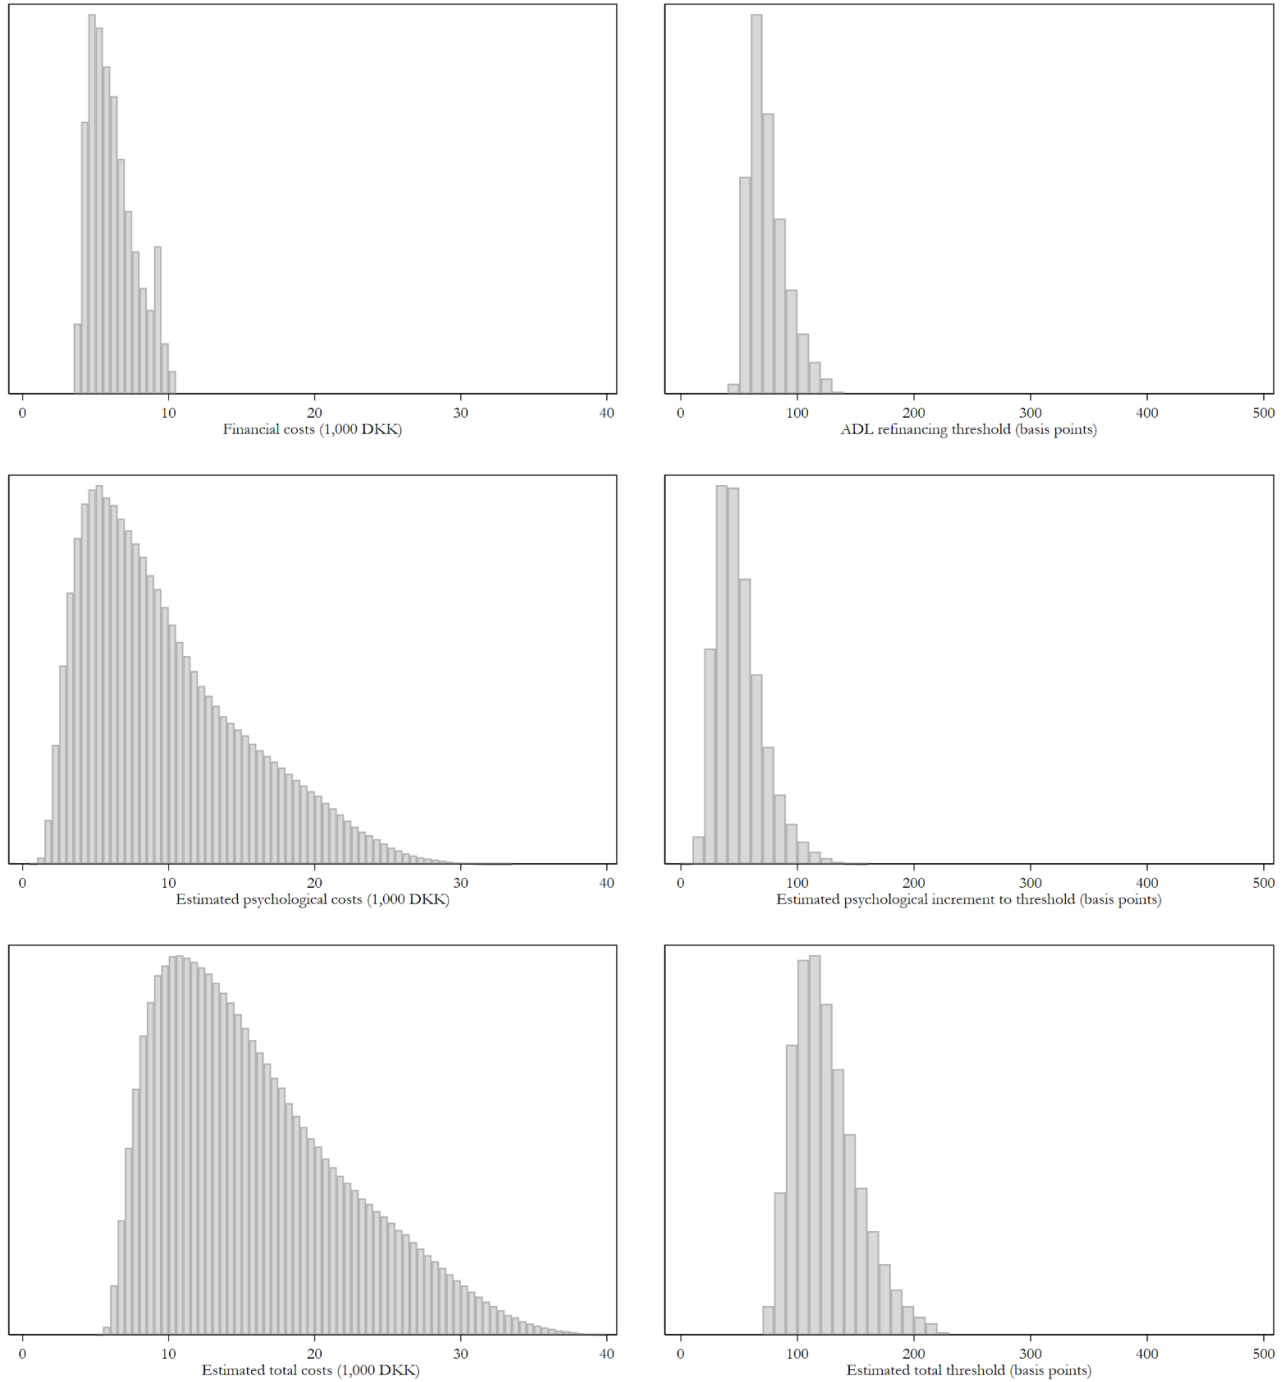 0 10 20 30 40
Financial costs (1,000 DKK)
0 100 200 300 400 500
ADL refinancing threshold (basis points)
0 10 20 30 40
Estimated psychological costs (1,000 DKK)
0 100 200 300 400 500
Estimated psychological increment to threshold (basis points)
0 10 20 30 40
Estimated total costs (1,000 DKK)
0 100 200 300 400 500
Estimated total threshold (basis points)